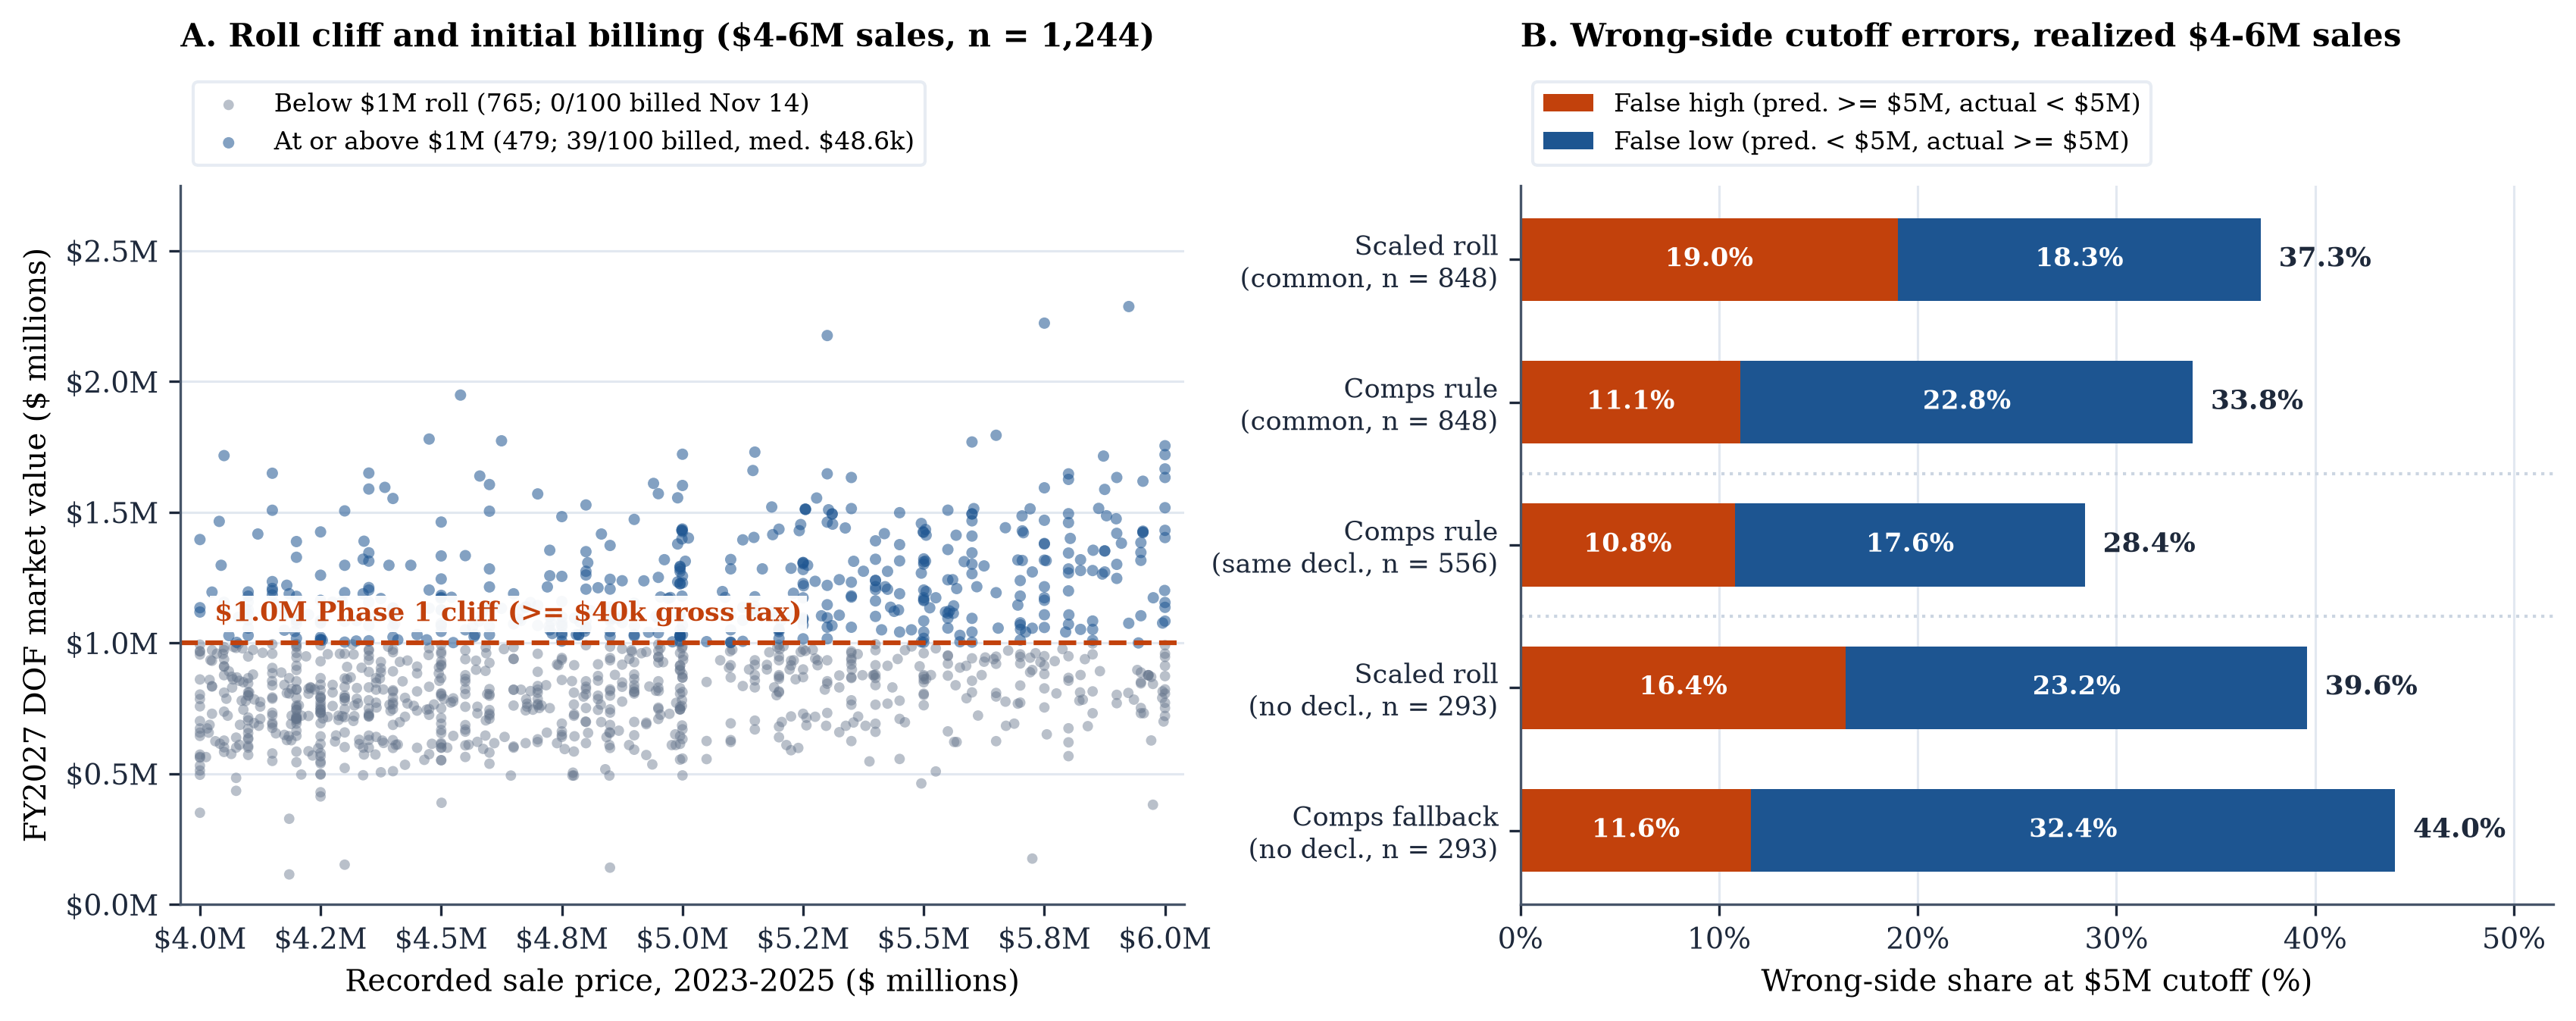 A. Roll cliff and initial billing ($4-6M sales, n = 1,244)
Below $1M roll (765; 0/100 billed Nov 14)
At or above $1M (479; 39/100 billed, med. $48.6k)
FY2027 DOF market value ($ millions)
$2.5M
$2.0M
$1.5M
$1.0M
$0.5M
$0.0M
$1.0M Phase 1 cliff (>= $40k gross tax)
$4.0M $4.2M $4.5M $4.8M $5.0M $5.2M $5.5M $5.8M $6.0M
Recorded sale price, 2023-2025 ($ millions)
B. Wrong-side cutoff errors, realized $4-6M sales
False high (pred. >= $5M, actual < $5M)
False low (pred. < $5M, actual >= $5M)
Scaled roll
(common, n = 848)
19.0% 18.3% 37.3%
Comps rule
(common, n = 848)
11.1% 22.8% 33.8%
Comps rule
(same decl., n = 556)
10.8% 17.6% 28.4%
Scaled roll
(no decl., n = 293)
16.4% 23.2% 39.6%
Comps fallback
(no decl., n = 293)
11.6% 32.4% 44.0%
0% 10% 20% 30% 40% 50%
Wrong-side share at $5M cutoff (%)